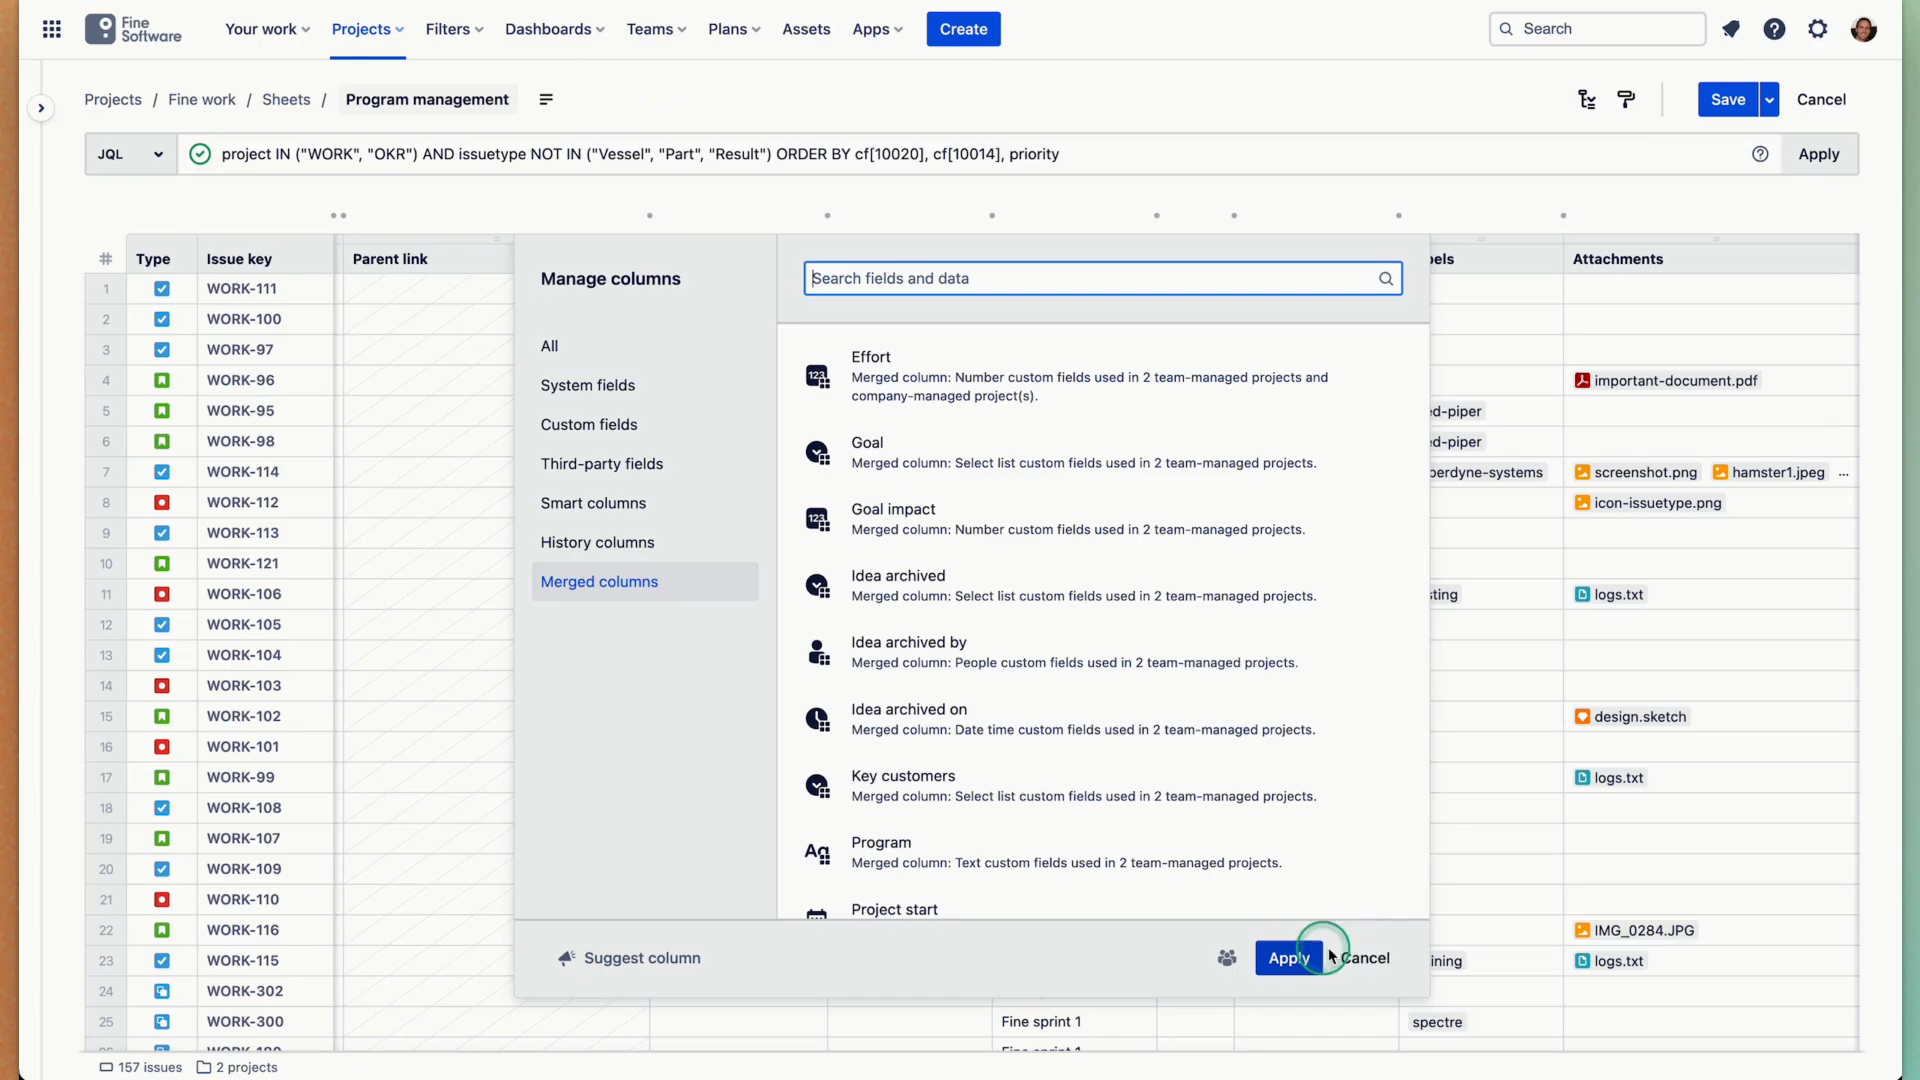 Fine Software
Your work Projects Filters Dashboards Teams Plans Assets Apps Create Search
Projects / Fine work / Sheets / Program management Save Cancel
JQL project IN ("WORK", "OKR") AND issuetype NOT IN ("Vessel", "Part", "Result") ORDER BY cf[10020], cf[10014], priority Apply
# Type Issue key Parent link Attachments
1 WORK-111
2 WORK-100
3 WORK-97
4 WORK-96 important-document.pdf
5 WORK-95 ed-piper
6 WORK-98 ed-piper
7 WORK-114 berdyne-systems screenshot.png hamster1.jpeg ...
8 WORK-112 icon-issuetype.png
9 WORK-113
10 WORK-121
11 WORK-106 sting logs.txt
12 WORK-105
13 WORK-104
14 WORK-103
15 WORK-102 design.sketch
16 WORK-101
17 WORK-99 logs.txt
18 WORK-108
19 WORK-107
20 WORK-109
21 WORK-110
22 WORK-116 IMG_0284.JPG
23 WORK-115 ining logs.txt
24 WORK-302
25 WORK-300 Fine sprint 1 spectre
Fine sprint 1
Manage columns
All
System fields
Custom fields
Third-party fields
Smart columns
History columns
Merged columns
Search fields and data
Effort
Merged column: Number custom fields used in 2 team-managed projects and
company-managed project(s).
Goal
Merged column: Select list custom fields used in 2 team-managed projects.
Goal impact
Merged column: Number custom fields used in 2 team-managed projects.
Idea archived
Merged column: Select list custom fields used in 2 team-managed projects.
Idea archived by
Merged column: People custom fields used in 2 team-managed projects.
Idea archived on
Merged column: Date time custom fields used in 2 team-managed projects.
Key customers
Merged column: Select list custom fields used in 2 team-managed projects.
Program
Merged column: Text custom fields used in 2 team-managed projects.
Project start
Suggest column Apply Cancel
157 issues 2 projects